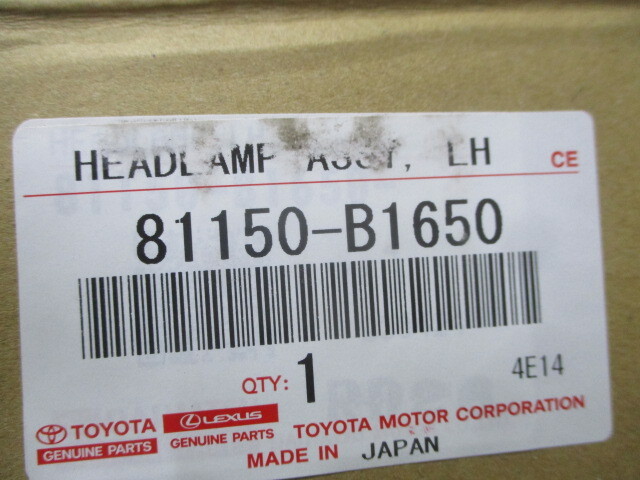 HEADLAMP ASSY, LH CE
81150-B1650
QTY: 1 4E14
TOYOTA LEXUS TOYOTA MOTOR CORPORATION
GENUINE PARTS GENUINE PARTS MADE IN JAPAN